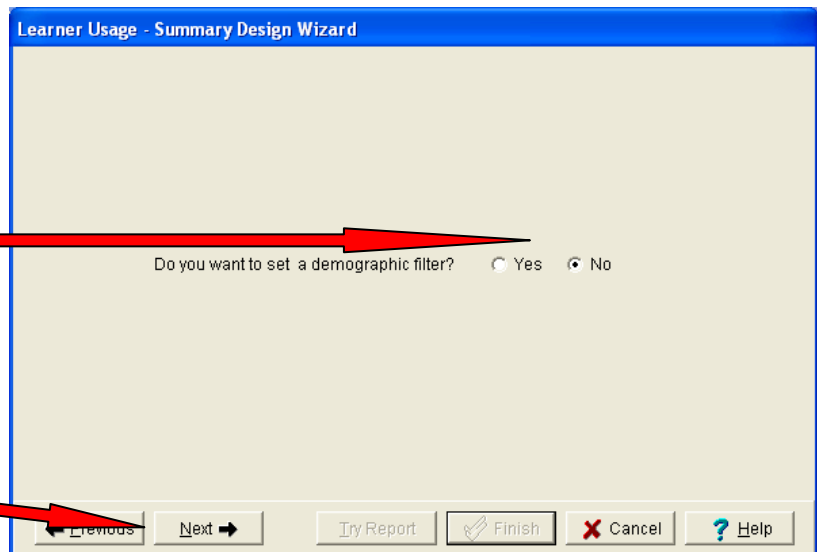 Learner Usage - Summary Design Wizard
Do you want to set a demographic filter? Yes No
Previous Next Try Report Finish Cancel Help